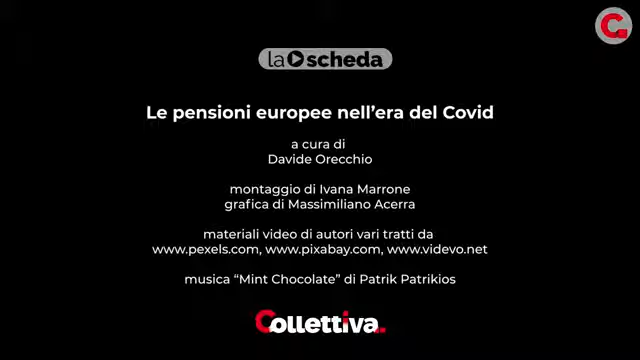 la scheda
Le pensioni europee nell’era del Covid
a cura di
Davide Orecchio
montaggio di Ivana Marrone
grafica di Massimiliano Acerra
materiali video di autori vari tratti da
www.pexels.com, www.pixabay.com, www.videvo.net
musica “Mint Chocolate” di Patrik Patrikios
Collettiva..